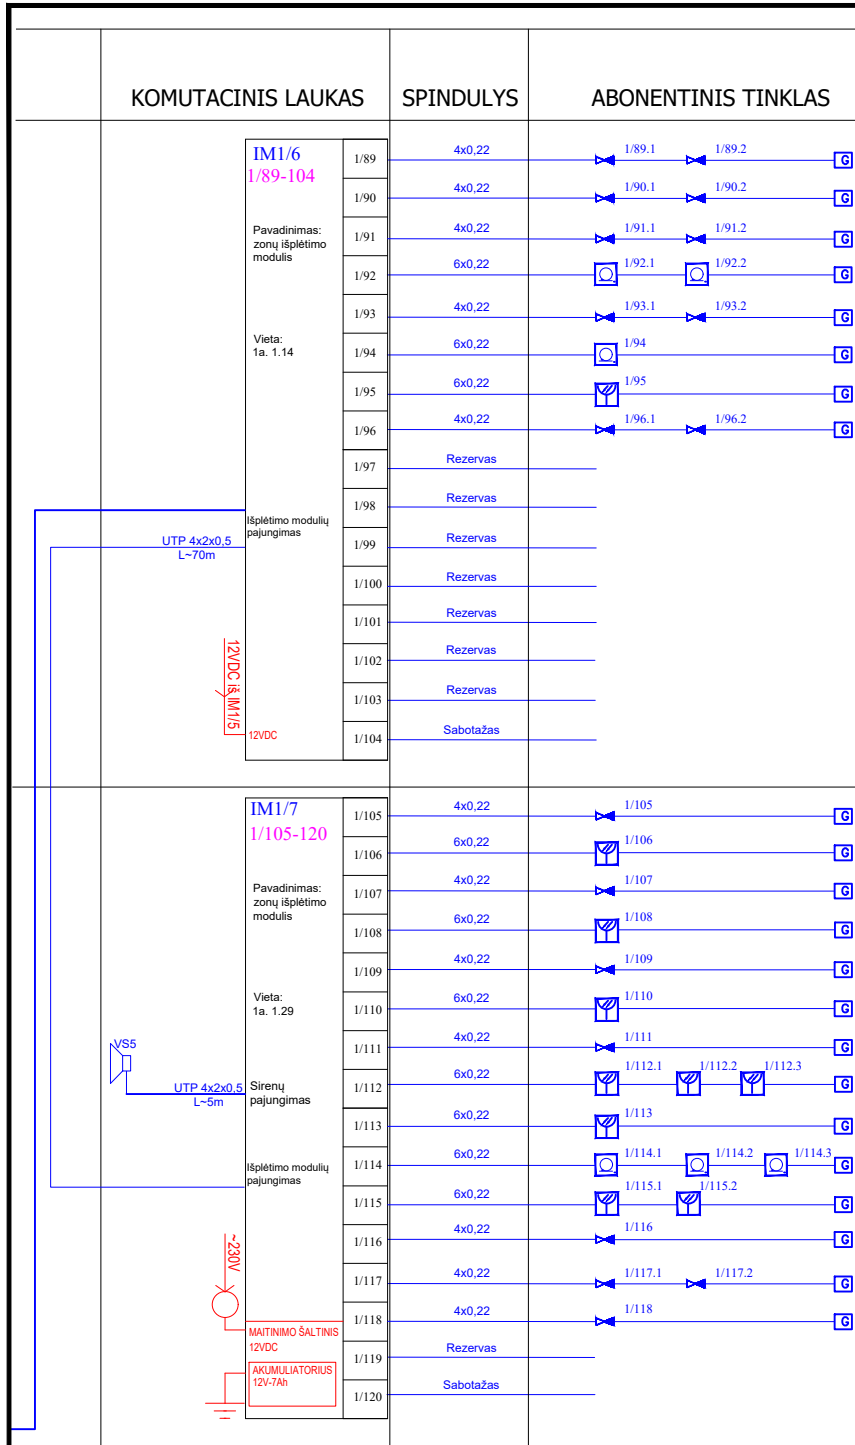 KOMUTACINIS LAUKAS SPINDULYS ABONENTINIS TINKLAS
IM1/6
1/89-104
Pavadinimas:
zonų išplėtimo
modulis
Vieta:
1a. 1.14
Išplėtimo modulių
pajungimas
UTP 4x2x0,5
L~70m
12VDC iš IM1/5
12VDC
1/89 4x0,22 1/89.1 1/89.2 G
1/90 4x0,22 1/90.1 1/90.2 G
1/91 4x0,22 1/91.1 1/91.2 G
1/92 6x0,22 1/92.1 1/92.2 G
1/93 4x0,22 1/93.1 1/93.2 G
1/94 6x0,22 1/94 G
1/95 6x0,22 1/95 G
1/96 4x0,22 1/96.1 1/96.2 G
1/97 Rezervas
1/98 Rezervas
1/99 Rezervas
1/100 Rezervas
1/101 Rezervas
1/102 Rezervas
1/103 Rezervas
1/104 Sabotažas
IM1/7
1/105-120
Pavadinimas:
zonų išplėtimo
modulis
Vieta:
1a. 1.29
VS5
UTP 4x2x0,5
L~5m
Sirenų
pajungimas
Išplėtimo modulių
pajungimas
~230V
MAITINIMO ŠALTINIS
12VDC
AKUMULIATORIUS
12V-7Ah
1/105 4x0,22 1/105 G
1/106 6x0,22 1/106 G
1/107 4x0,22 1/107 G
1/108 6x0,22 1/108 G
1/109 4x0,22 1/109 G
1/110 6x0,22 1/110 G
1/111 4x0,22 1/111 G
1/112 6x0,22 1/112.1 1/112.2 1/112.3 G
1/113 6x0,22 1/113 G
1/114 6x0,22 1/114.1 1/114.2 1/114.3 G
1/115 6x0,22 1/115.1 1/115.2 G
1/116 4x0,22 1/116 G
1/117 4x0,22 1/117.1 1/117.2 G
1/118 4x0,22 1/118 G
1/119 Rezervas
1/120 Sabotažas